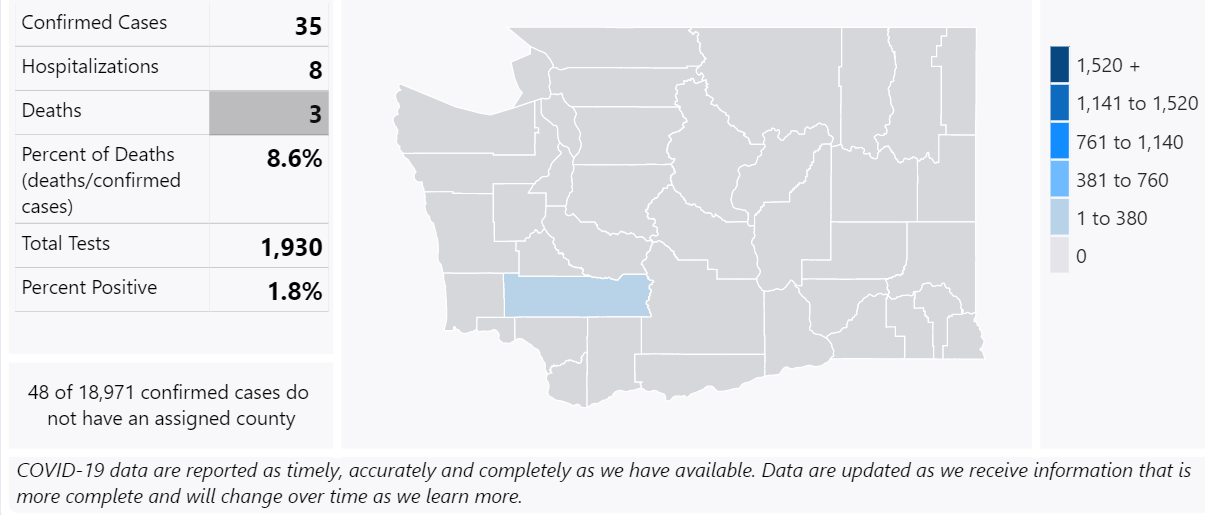 Confirmed Cases 35
Hospitalizations 8
Deaths 3
Percent of Deaths
(deaths/confirmed
cases) 8.6%
Total Tests 1,930
Percent Positive 1.8%
48 of 18,971 confirmed cases do
not have an assigned county
1,520 +
1,141 to 1,520
761 to 1,140
381 to 760
1 to 380
0
COVID-19 data are reported as timely, accurately and completely as we have available. Data are updated as we receive information that is
more complete and will change over time as we learn more.